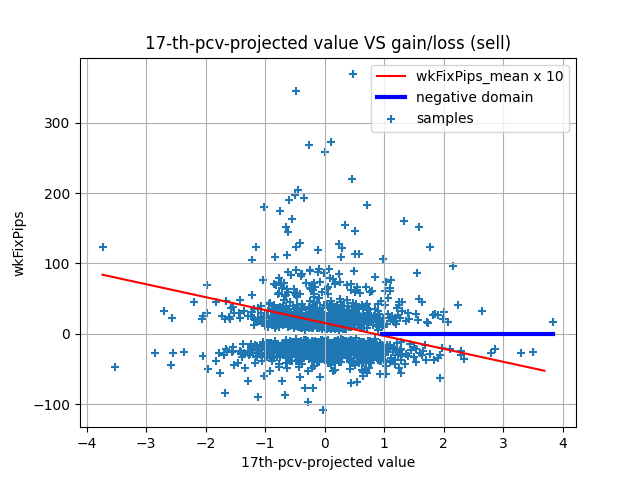 17-th-pcv-projected value VS gain/loss (sell)
wkFixPips_mean x 10
negative domain
samples
wkFixPips
300
200
100
0
−100
−4
−3
−2
−1
0
1
2
3
4
17th-pcv-projected value